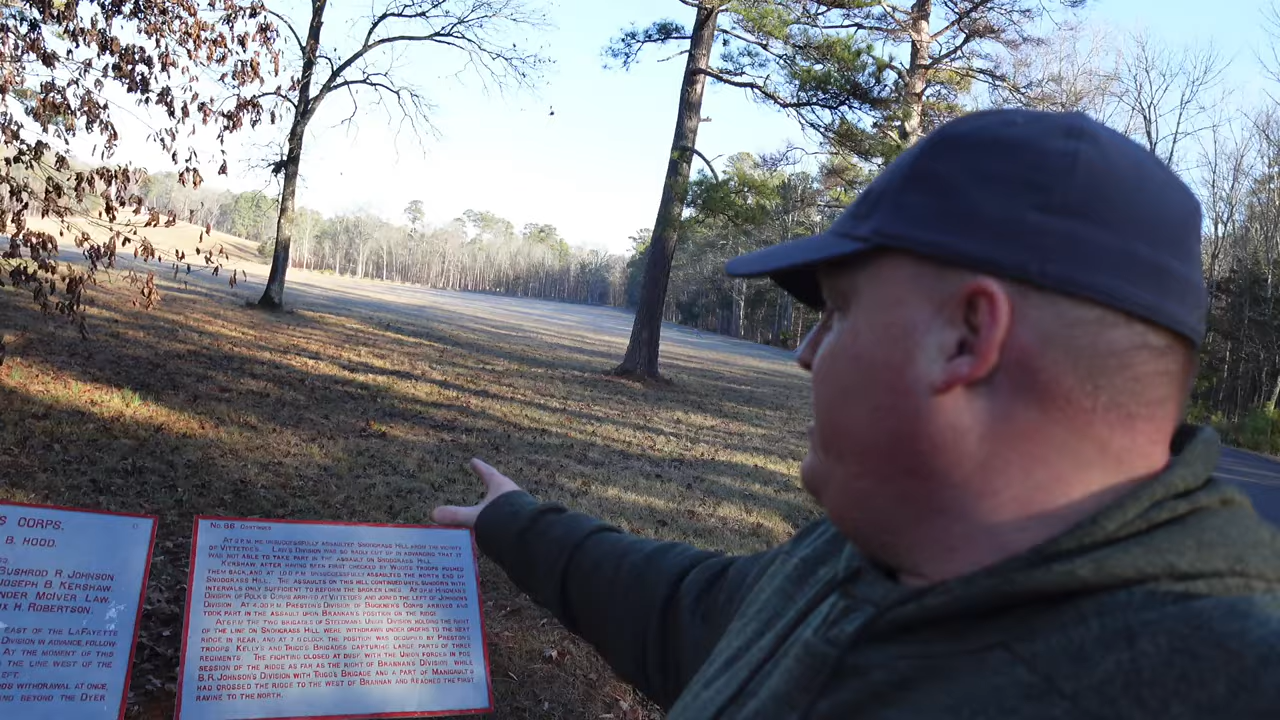 S CORPS.
B. HOOD.
BUSHROD R. JOHNSON
JOSEPH B. KERSHAW.
NDER MCIVER LAW,
X H. ROBERTSON.
EAST OF THE LAFAYETTE
DIVISION IN ADVANCE FOLLOW
AT THE MOMENT OF THIS
THE LINE WEST OF THE
EFT.
WITHDRAWAL AT ONCE,
AND BEYOND THE DYER
No. 86. CONTINUED
AT 2 P.M. HE UNSUCCESSFULLY ASSAULTED SNODGRASS HILL FROM THE VICINITY
OF VITTETOE'S. LAW'S DIVISION WAS SO BADLY CUT UP IN ADVANCING THAT IT
WAS NOT ABLE TO TAKE PART IN THE ASSAULT ON SNODGRASS HILL.
KERSHAW, AFTER HAVING BEEN FIRST CHECKED BY WOOD'S TROOPS PUSHED
THEM BACK, AND AT 1.00 P.M. UNSUCCESSFULLY ASSAULTED THE NORTH END OF
SNODGRASS HILL. THE ASSAULTS ON THIS HILL CONTINUED UNTIL SUNDOWN WITH
INTERVALS ONLY SUFFICIENT TO REFORM THE BROKEN LINES. AT 3 P.M. HINDMAN'S
DIVISION OF POLK'S CORPS ARRIVED AT VITTETOES AND JOINED THE LEFT OF JOHNSON'S
DIVISION. AT 4.30 P.M. PRESTON'S DIVISION OF BUCKNER'S CORPS ARRIVED AND
TOOK PART IN THE ASSAULT UPON BRANNAN'S POSITION ON THE RIDGE.
AT 6 P.M. THE TWO BRIGADES OF STEEDMAN'S UNION DIVISION HOLDING THE RIGHT
OF THE LINE ON SNODGRASS HILL WERE WITHDRAWN UNDER ORDERS TO THE NEXT
RIDGE IN REAR, AND AT 7 O'CLOCK THE POSITION WAS OCCUPIED BY PRESTON'S
TROOPS, KELLY'S AND TRIGG'S BRIGADES CAPTURING LARGE PARTS OF THREE
REGIMENTS. THE FIGHTING CLOSED AT DUSK WITH THE UNION FORCES IN POS
SESSION OF THE RIDGE AS FAR AS THE RIGHT OF BRANNAN'S DIVISION WHILE
B.R. JOHNSON'S DIVISION WITH TRIGG'S BRIGADE AND A PART OF MANIGAULT'S
HAD CROSSED THE RIDGE TO THE WEST OF BRANNAN AND REACHED THE FIRST
RAVINE TO THE NORTH.